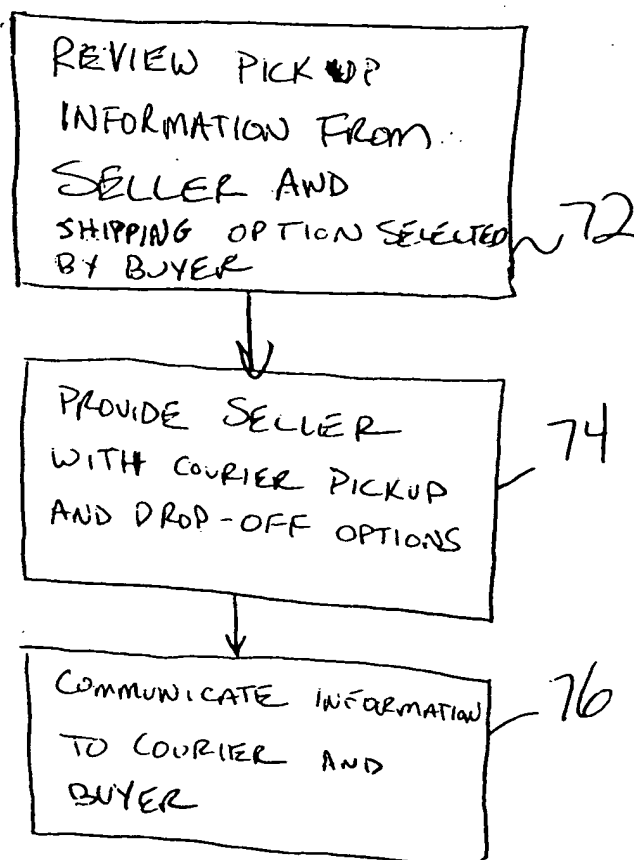 REVIEW PICKUP
INFORMATION FROM
SELLER AND
SHIPPING OPTION SELECTED
BY BUYER
72
PROVIDE SELLER
WITH COURIER PICKUP
AND DROP-OFF OPTIONS
74
COMMUNICATE INFORMATION
TO COURIER AND
BUYER
76